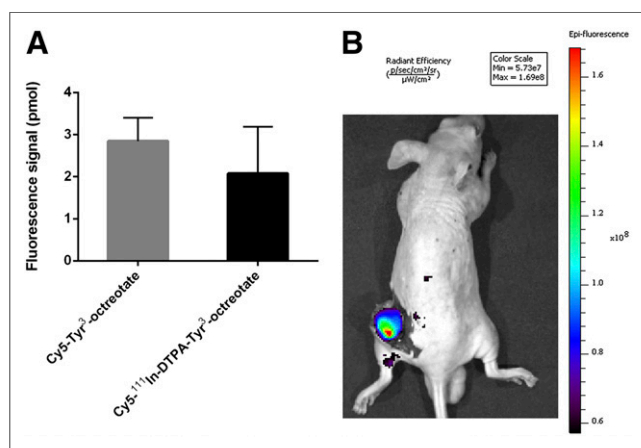 A
Fluorescence signal (pmol)
4
3
2
1
0
Cy5-Tyr³-octreotate
Cy5-¹¹¹In-DTPA-Tyr³-octreotate
B
Radiant Efficiency
(p/sec/cm²/sr
µW/cm²)
Color Scale
Min = 5.73e7
Max = 1.69e8
Epi-fluorescence
1.6
1.4
1.2
x10⁸
1.0
0.8
0.6